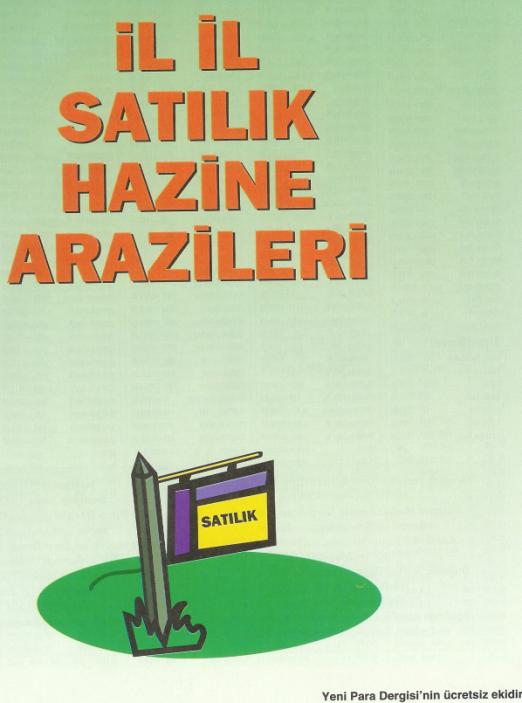 İL İL
SATILIK
HAZİNE
ARAZİLERİ
SATILIK
Yeni Para Dergisi'nin ücretsiz ekidir